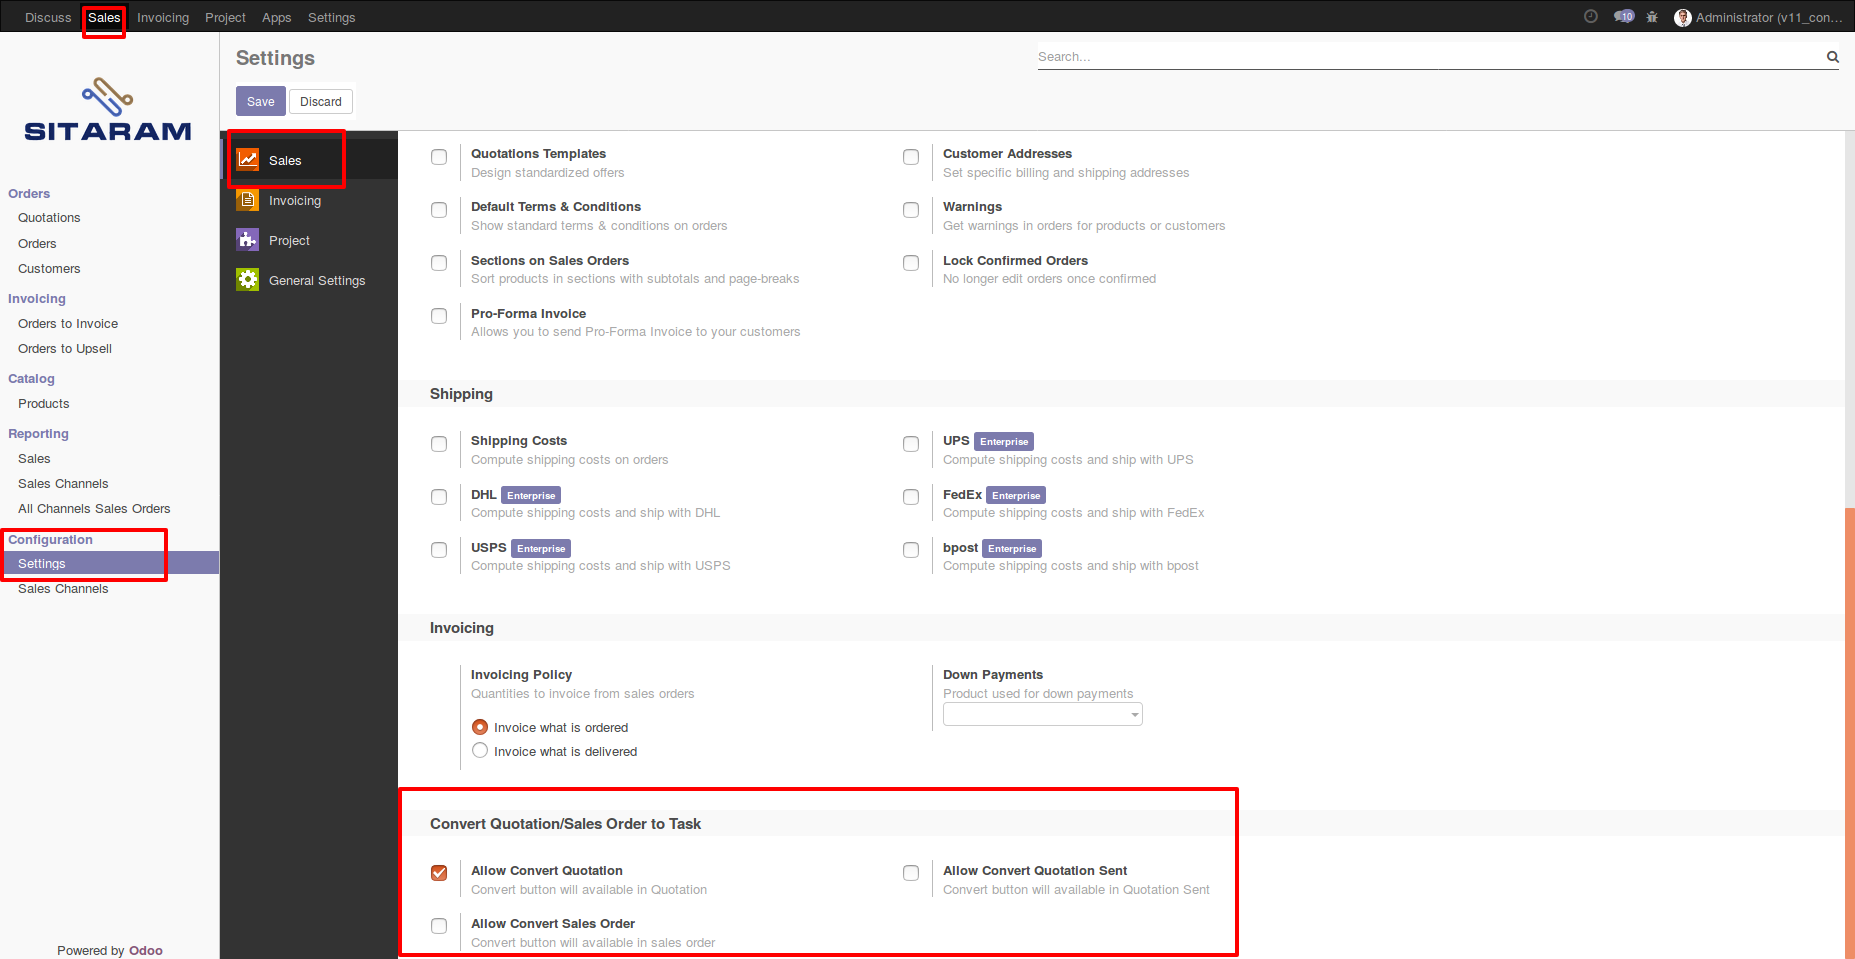 Discuss Sales Invoicing Project Apps Settings
10 Administrator (v11_con...
SITARAM
Orders
Quotations
Orders
Customers
Invoicing
Orders to Invoice
Orders to Upsell
Catalog
Products
Reporting
Sales
Sales Channels
All Channels Sales Orders
Configuration
Settings
Sales Channels
Powered by Odoo
Settings
Search...
Save Discard
Sales
Invoicing
Project
General Settings
Quotations Templates
Design standardized offers
Customer Addresses
Set specific billing and shipping addresses
Default Terms & Conditions
Show standard terms & conditions on orders
Warnings
Get warnings in orders for products or customers
Sections on Sales Orders
Sort products in sections with subtotals and page-breaks
Lock Confirmed Orders
No longer edit orders once confirmed
Pro-Forma Invoice
Allows you to send Pro-Forma Invoice to your customers
Shipping
Shipping Costs
Compute shipping costs on orders
UPS Enterprise
Compute shipping costs and ship with UPS
DHL Enterprise
Compute shipping costs and ship with DHL
FedEx Enterprise
Compute shipping costs and ship with FedEx
USPS Enterprise
Compute shipping costs and ship with USPS
bpost Enterprise
Compute shipping costs and ship with bpost
Invoicing
Invoicing Policy
Quantities to invoice from sales orders
Invoice what is ordered
Invoice what is delivered
Down Payments
Product used for down payments
Convert Quotation/Sales Order to Task
Allow Convert Quotation
Convert button will available in Quotation
Allow Convert Quotation Sent
Convert button will available in Quotation Sent
Allow Convert Sales Order
Convert button will available in sales order